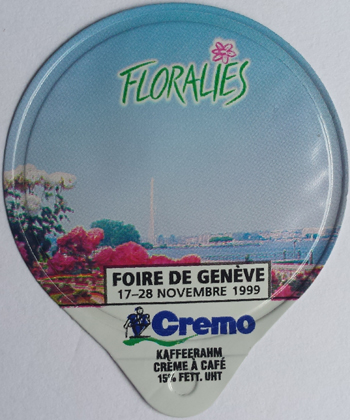 FLORALIES
FOIRE DE GENÈVE
17–28 NOVEMBRE 1999
Cremo
KAFFEERAHM
CRÈME À CAFÉ
15% FETT. UHT